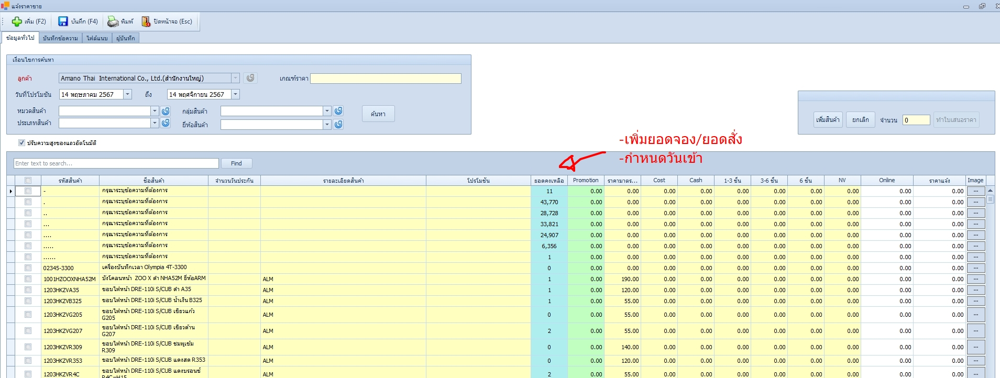 แจ้งราคาขาย
เพิ่ม (F2) บันทึก (F4) พิมพ์ ปิดหน้าจอ (Esc)
ข้อมูลทั่วไป บันทึกข้อความ ไฟล์แนบ ผู้บันทึก
เงื่อนไขการค้นหา
ลูกค้า Amano Thai International Co., Ltd.(สำนักงานใหญ่) เกณฑ์ราคา
วันที่โปรโมชัน 14 พฤษภาคม 2567 ถึง 14 พฤศจิกายน 2567
หมวดสินค้า กลุ่มสินค้า ค้นหา
ประเภทสินค้า ยี่ห้อสินค้า
เพิ่มสินค้า ยกเลิก จำนวน 0 ทำใบเสนอราคา
ปรับความสูงของแถวอัตโนมัติ
-เพิ่มยอดจอง/ยอดสั่ง
-กำหนดวันเข้า
Enter text to search... Find
รหัสสินค้า ชื่อสินค้า จำนวนวันประกัน รายละเอียดสินค้า โปรโมชัน ยอดคงเหลือ Promotion ราคามาตร... Cost Cash 1-3 ชิ้น 3-6 ชิ้น 6 ชิ้น NV Online ราคาแจ้ง Image
- กรุณาระบุข้อความที่ต้องการ 11 0.00 0.00 0.00 0.00 0.00 0.00 0.00 0.00 0.00 0.00 ...
. กรุณาระบุข้อความที่ต้องการ 43,770 0.00 0.00 0.00 0.00 0.00 0.00 0.00 0.00 0.00 0.00 ...
.. กรุณาระบุข้อความที่ต้องการ 28,728 0.00 0.00 0.00 0.00 0.00 0.00 0.00 0.00 0.00 0.00 ...
... กรุณาระบุข้อความที่ต้องการ 33,821 0.00 0.00 0.00 0.00 0.00 0.00 0.00 0.00 0.00 0.00 ...
.... กรุณาระบุข้อความที่ต้องการ 24,907 0.00 0.00 0.00 0.00 0.00 0.00 0.00 0.00 0.00 0.00 ...
..... กรุณาระบุข้อความที่ต้องการ 6,356 0.00 0.00 0.00 0.00 0.00 0.00 0.00 0.00 0.00 0.00 ...
...... กรุณาระบุข้อความที่ต้องการ 1 0.00 0.00 0.00 0.00 0.00 0.00 0.00 0.00 0.00 0.00 ...
02345-3300 เครื่องบันทึกเวลา Olympia 4T-3300 0 0.00 0.00 0.00 0.00 0.00 0.00 0.00 0.00 0.00 0.00 ...
1001HZOOXNHA52M บังโคลนหน้า ZOO X ดำ NHA52M ยี่ห้อARM ALM 1 0.00 190.00 0.00 0.00 0.00 0.00 0.00 0.00 0.00 0.00 ...
1203HKZVA35 ขอบไฟหน้า DRE-110i S/CUB ดำ A35 ALM 1 0.00 120.00 0.00 0.00 0.00 0.00 0.00 0.00 0.00 0.00 ...
1203HKZVB325 ขอบไฟหน้า DRE-110i S/CUB น้ำเงิน B325 ALM 1 0.00 55.00 0.00 0.00 0.00 0.00 0.00 0.00 0.00 0.00 ...
1203HKZVG205 ขอบไฟหน้า DRE-110i S/CUB เขียวแก้ว G205 ALM 0 0.00 55.00 0.00 0.00 0.00 0.00 0.00 0.00 0.00 0.00 ...
1203HKZVG207 ขอบไฟหน้า DRE-110i S/CUB เขียวด้าน G207 ALM 2 0.00 55.00 0.00 0.00 0.00 0.00 0.00 0.00 0.00 0.00 ...
1203HKZVR309 ขอบไฟหน้า DRE-110i S/CUB ชมพูเข้ม R309 ALM 0 0.00 140.00 0.00 0.00 0.00 0.00 0.00 0.00 0.00 0.00 ...
1203HKZVR353 ขอบไฟหน้า DRE-110i S/CUB แดงสด R353 ALM 0 0.00 120.00 0.00 0.00 0.00 0.00 0.00 0.00 0.00 0.00 ...
1203HKZVR4C ขอบไฟหน้า DRE-110i S/CUB แดงบรอนซ์ R4C=H15 ALM 2 0.00 55.00 0.00 0.00 0.00 0.00 0.00 0.00 0.00 0.00 ...